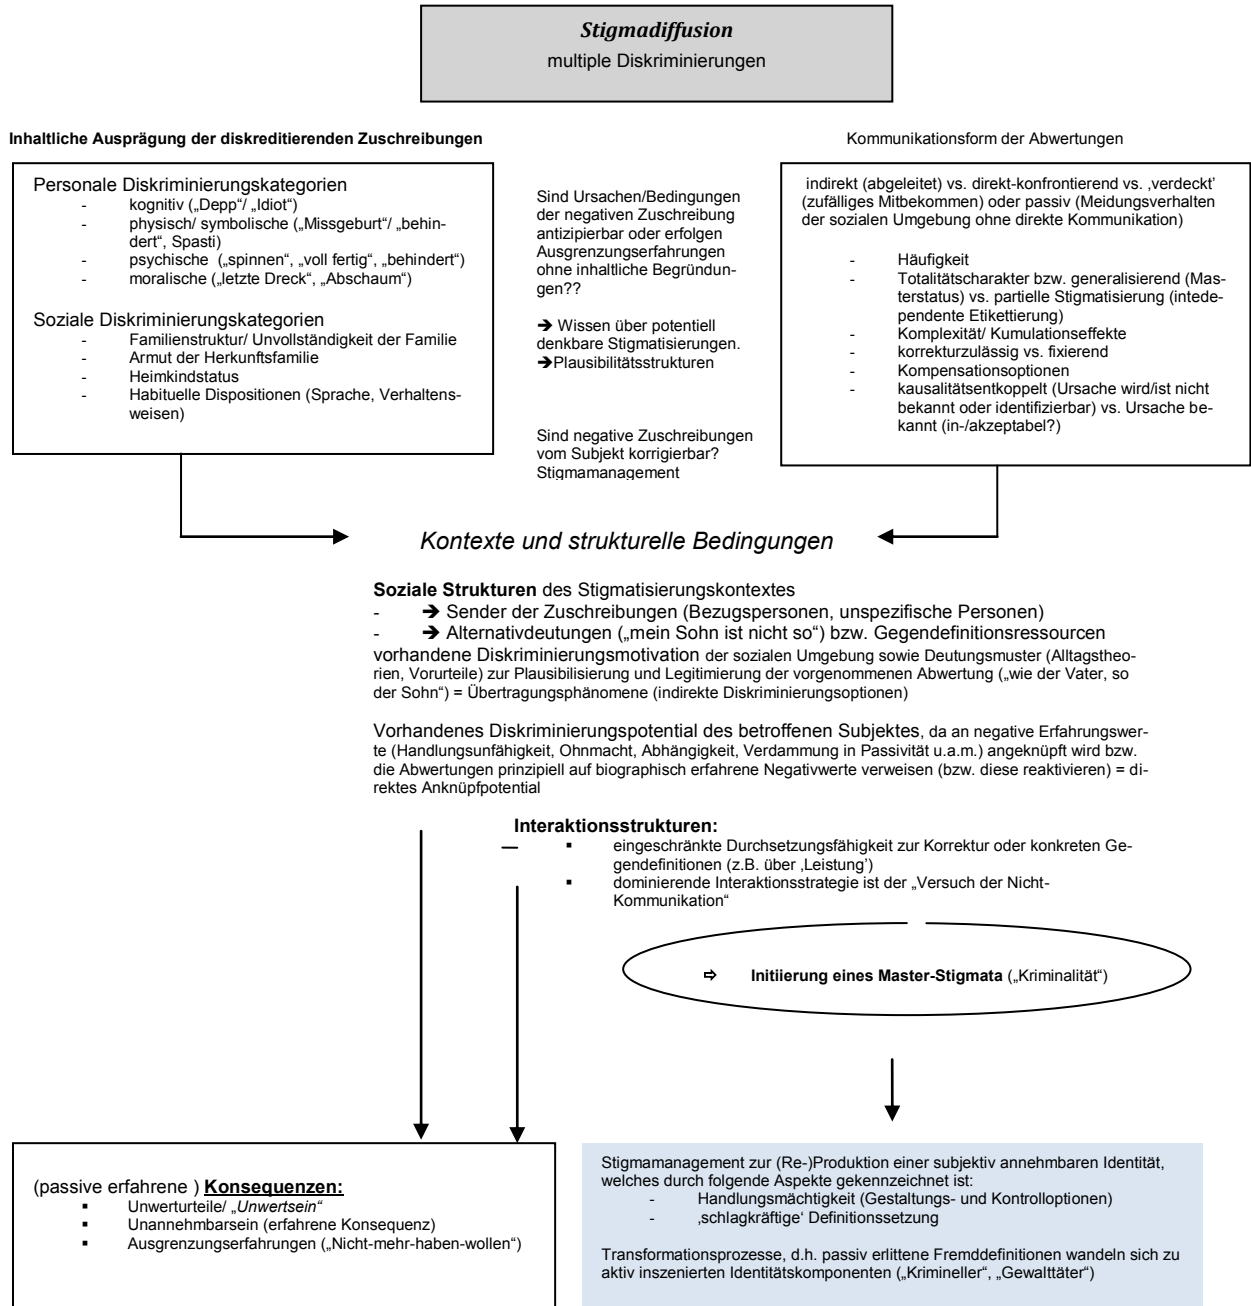 Stigmadiffusion
multiple Diskriminierungen
Inhaltliche Ausprägung der diskreditierenden Zuschreibungen
Personale Diskriminierungskategorien
- kognitiv („Depp“/ „Idiot“)
- physisch/ symbolische („Missgeburt“/ „behin-
dert“, Spasti)
- psychische („spinnen“, „voll fertig“, „behindert“)
- moralische („letzte Dreck“, „Abschaum“)
Soziale Diskriminierungskategorien
- Familienstruktur/ Unvollständigkeit der Familie
- Armut der Herkunftsfamilie
- Heimkindstatus
- Habituelle Dispositionen (Sprache, Verhaltens-
weisen)
Sind Ursachen/Bedingungen
der negativen Zuschreibung
antizipierbar oder erfolgen
Ausgrenzungserfahrungen
ohne inhaltliche Begründun-
gen??
➔ Wissen über potentiell
denkbare Stigmatisierungen.
➔Plausibilitätsstrukturen
Sind negative Zuschreibungen
vom Subjekt korrigierbar?
Stigmamanagement
Kommunikationsform der Abwertungen
indirekt (abgeleitet) vs. direkt-konfrontierend vs. ‚verdeckt’
(zufälliges Mitbekommen) oder passiv (Meidungsverhalten
der sozialen Umgebung ohne direkte Kommunikation)
- Häufigkeit
- Totalitätscharakter bzw. generalisierend (Mas-
terstatus) vs. partielle Stigmatisierung (intede-
pendente Etikettierung)
- Komplexität/ Kumulationseffekte
- korrekturzulässig vs. fixierend
- Kompensationsoptionen
- kausalitätsentkoppelt (Ursache wird/ist nicht
bekannt oder identifizierbar) vs. Ursache be-
kannt (in-/akzeptabel?)
Kontexte und strukturelle Bedingungen
Soziale Strukturen des Stigmatisierungskontextes
- ➔ Sender der Zuschreibungen (Bezugspersonen, unspezifische Personen)
- ➔ Alternativdeutungen („mein Sohn ist nicht so“) bzw. Gegendefinitionsressourcen
vorhandene Diskriminierungsmotivation der sozialen Umgebung sowie Deutungsmuster (Alltagstheo-
rien, Vorurteile) zur Plausibilisierung und Legitimierung der vorgenommenen Abwertung („wie der Vater, so
der Sohn“) = Übertragungsphänomene (indirekte Diskriminierungsoptionen)
Vorhandenes Diskriminierungspotential des betroffenen Subjektes, da an negative Erfahrungswer-
te (Handlungsunfähigkeit, Ohnmacht, Abhängigkeit, Verdammung in Passivität u.a.m.) angeknüpft wird bzw.
die Abwertungen prinzipiell auf biographisch erfahrene Negativwerte verweisen (bzw. diese reaktivieren) = di-
rektes Anknüpfpotential
Interaktionsstrukturen:
▪ eingeschränkte Durchsetzungsfähigkeit zur Korrektur oder konkreten Ge-
gendefinitionen (z.B. über ‚Leistung’)
▪ dominierende Interaktionsstrategie ist der „Versuch der Nicht-
Kommunikation“
⇨ Initiierung eines Master-Stigmata („Kriminalität“)
(passive erfahrene ) Konsequenzen:
▪ Unwerturteile/ „Unwertsein“
▪ Unannehmbarsein (erfahrene Konsequenz)
▪ Ausgrenzungserfahrungen („Nicht-mehr-haben-wollen“)
Stigmamanagement zur (Re-)Produktion einer subjektiv annehmbaren Identität,
welches durch folgende Aspekte gekennzeichnet ist:
- Handlungsmächtigkeit (Gestaltungs- und Kontrolloptionen)
- ‚schlagkräftige‘ Definitionssetzung
Transformationsprozesse, d.h. passiv erlittene Fremddefinitionen wandeln sich zu
aktiv inszenierten Identitätskomponenten („Krimineller“, „Gewalttäter“)